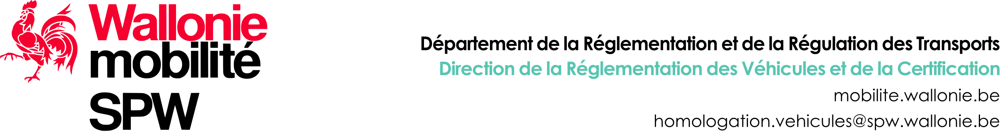 Wallonie
mobilité
SPW
Département de la Réglementation et de la Régulation des Transports
Direction de la Réglementation des Véhicules et de la Certification
mobilite.wallonie.be
homologation.vehicules@spw.wallonie.be